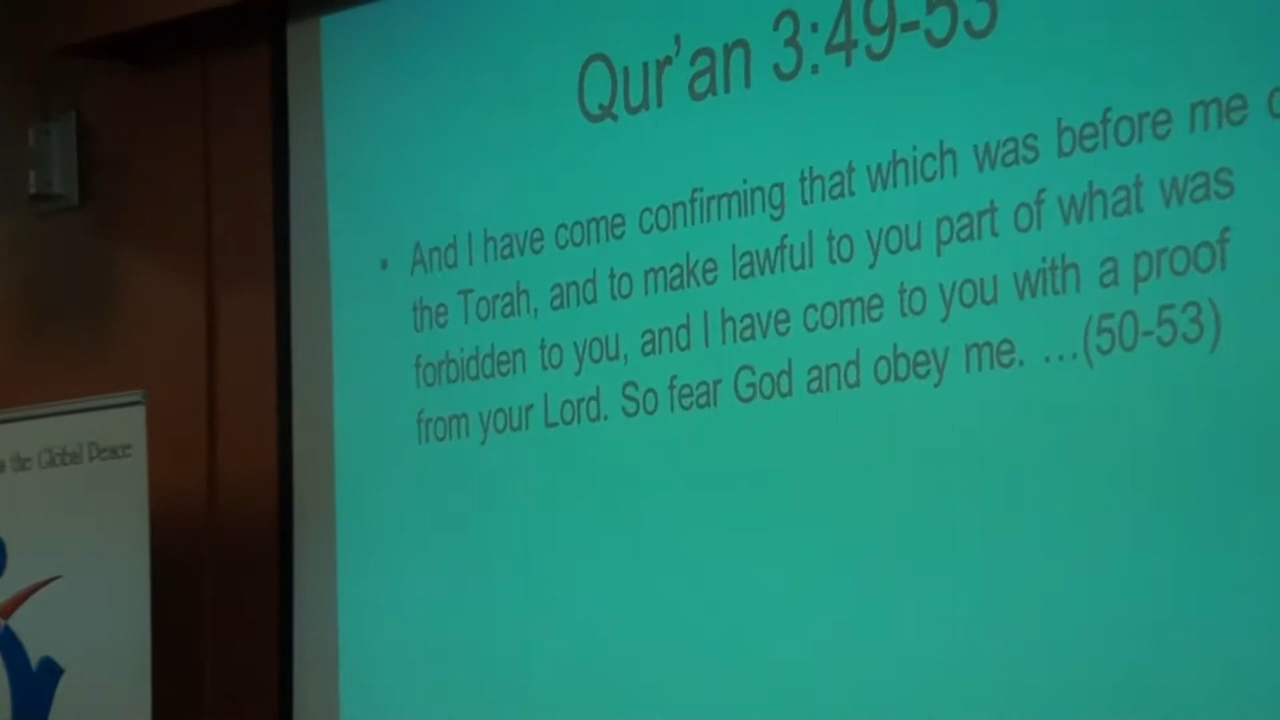 Qur’an 3:49-53
• And I have come confirming that which was before me
the Torah, and to make lawful to you part of what was
forbidden to you, and I have come to you with a proof
from your Lord. So fear God and obey me. …(50-53)
the Global Peace